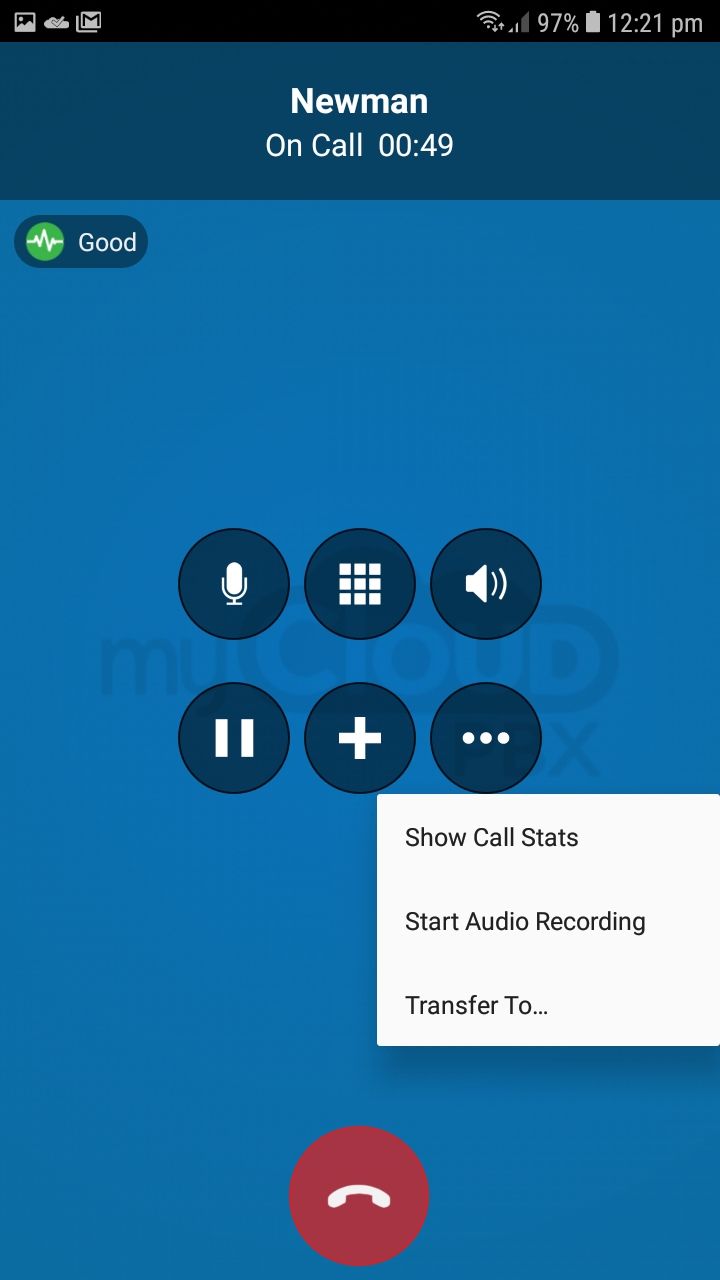 97% 12:21 pm
Newman
On Call 00:49
Good
myCloud
PBX
Show Call Stats
Start Audio Recording
Transfer To...